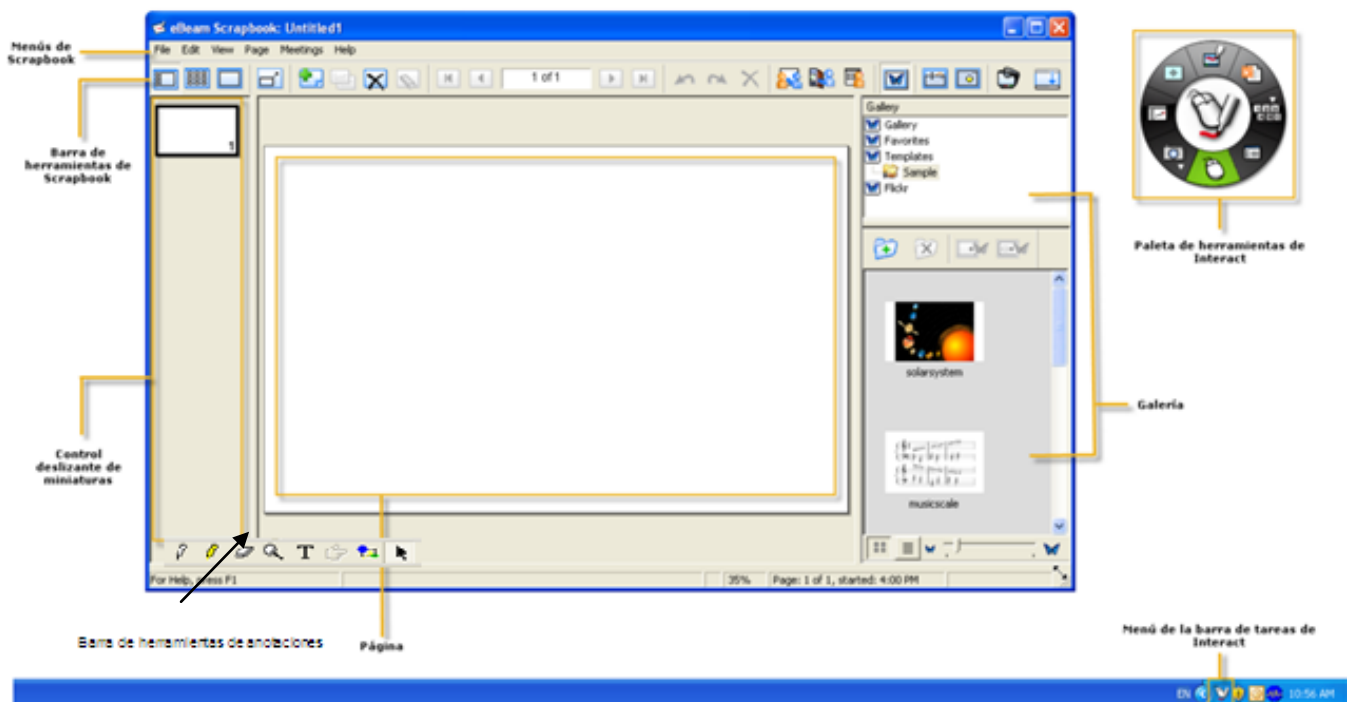 eBeam Scrapbook: Untitled1
File Edit View Page Meetings Help
Menús de
Scrapbook
1 of 1
Barra de
herramientas de
Scrapbook
1
Gallery
Gallery
Favorites
Templates
Sample
Flickr
Paleta de herramientas de
Interact
solarsystem
Galería
Control
deslizante de
miniaturas
musicscale
T
For Help, press F1
35%
Page: 1 of 1, started: 4:00 PM
Barra de herramientas de anotaciones
Página
Menú de la barra de tareas de
Interact
EN
10:56 AM